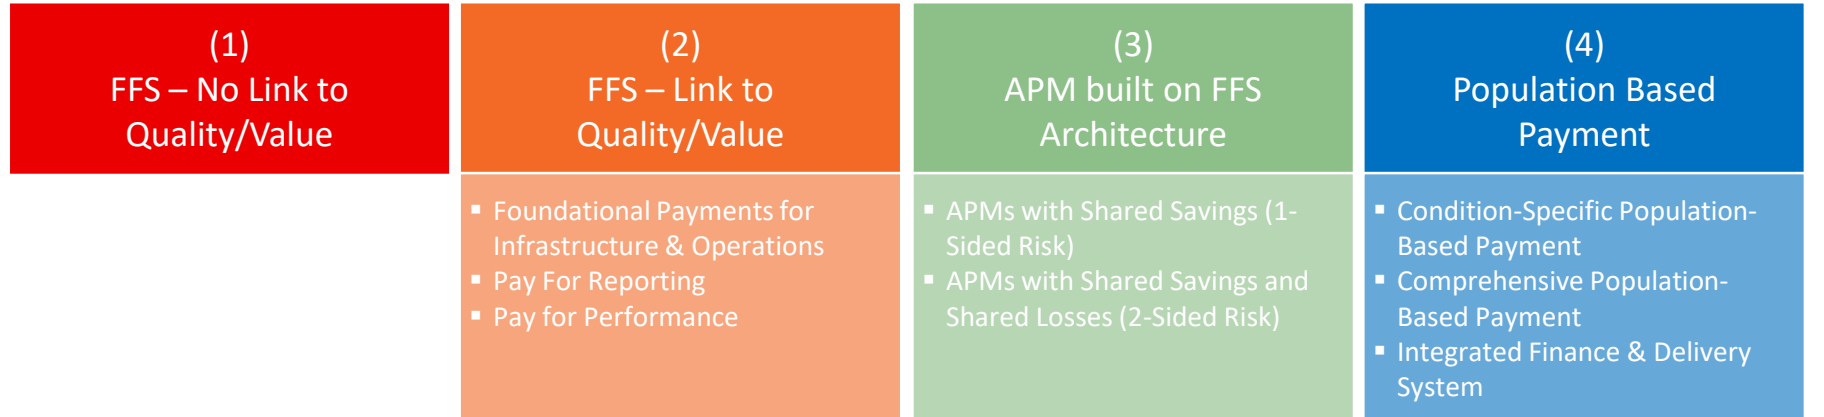 (1)
FFS – No Link to
Quality/Value
(2)
FFS – Link to
Quality/Value
▪ Foundational Payments for
Infrastructure & Operations
▪ Pay For Reporting
▪ Pay for Performance
(3)
APM built on FFS
Architecture
▪ APMs with Shared Savings (1-
Sided Risk)
▪ APMs with Shared Savings and
Shared Losses (2-Sided Risk)
(4)
Population Based
Payment
▪ Condition-Specific Population-
Based Payment
▪ Comprehensive Population-
Based Payment
▪ Integrated Finance & Delivery
System